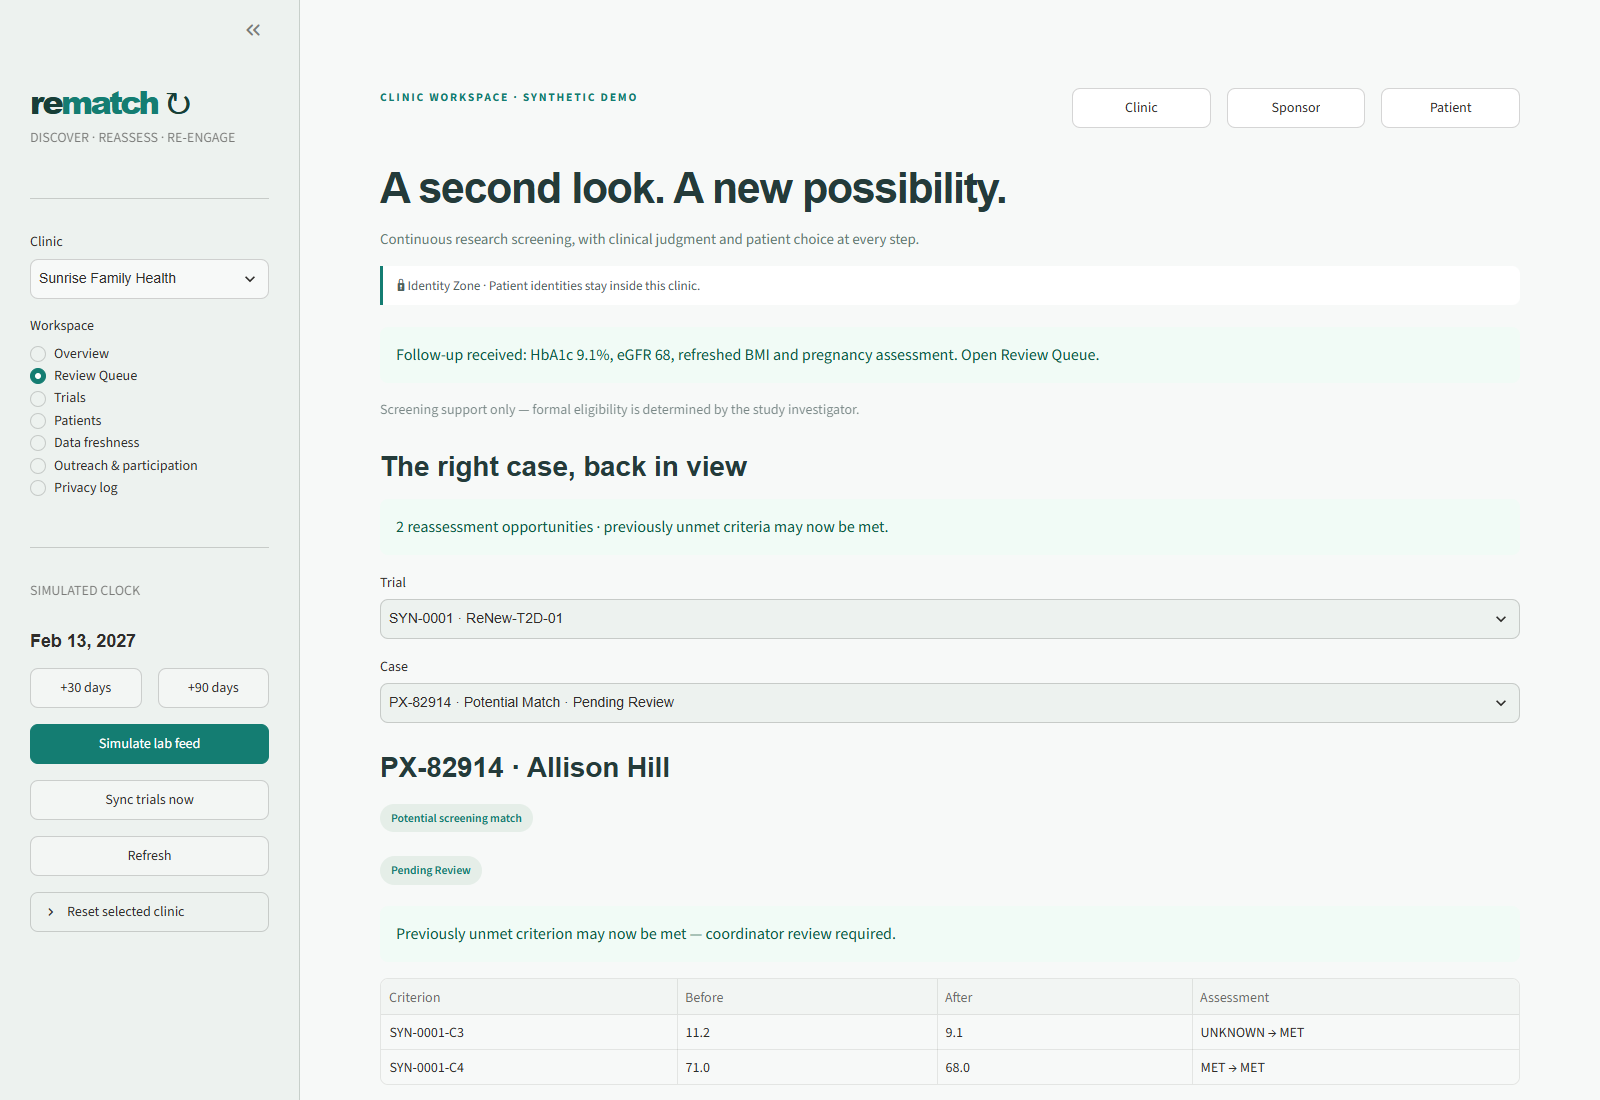 rematch ↻
DISCOVER · REASSESS · RE-ENGAGE
Clinic
Sunrise Family Health
Workspace
Overview
Review Queue
Trials
Patients
Data freshness
Outreach & participation
Privacy log
SIMULATED CLOCK
Feb 13, 2027
+30 days
+90 days
Simulate lab feed
Sync trials now
Refresh
Reset selected clinic
CLINIC WORKSPACE · SYNTHETIC DEMO
Clinic
Sponsor
Patient
A second look. A new possibility.
Continuous research screening, with clinical judgment and patient choice at every step.
Identity Zone · Patient identities stay inside this clinic.
Follow-up received: HbA1c 9.1%, eGFR 68, refreshed BMI and pregnancy assessment. Open Review Queue.
Screening support only — formal eligibility is determined by the study investigator.
The right case, back in view
2 reassessment opportunities · previously unmet criteria may now be met.
Trial
SYN-0001 · ReNew-T2D-01
Case
PX-82914 · Potential Match · Pending Review
PX-82914 · Allison Hill
Potential screening match
Pending Review
Previously unmet criterion may now be met — coordinator review required.
Criterion Before After Assessment
SYN-0001-C3 11.2 9.1 UNKNOWN → MET
SYN-0001-C4 71.0 68.0 MET → MET